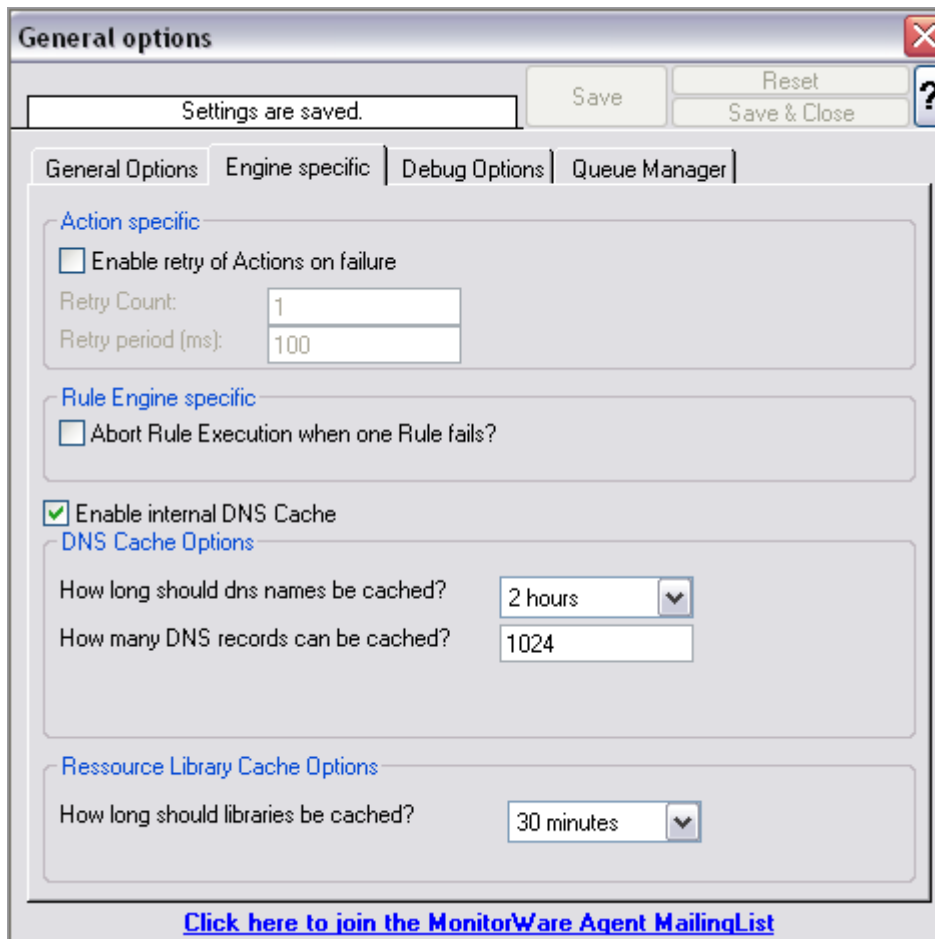 General options
Settings are saved.
Save
Reset
Save & Close
?
General Options
Engine specific
Debug Options
Queue Manager
Action specific
Enable retry of Actions on failure
Retry Count:
1
Retry period (ms):
100
Rule Engine specific
Abort Rule Execution when one Rule fails?
Enable internal DNS Cache
DNS Cache Options
How long should dns names be cached?
2 hours
How many DNS records can be cached?
1024
Ressource Library Cache Options
How long should libraries be cached?
30 minutes
Click here to join the MonitorWare Agent MailingList